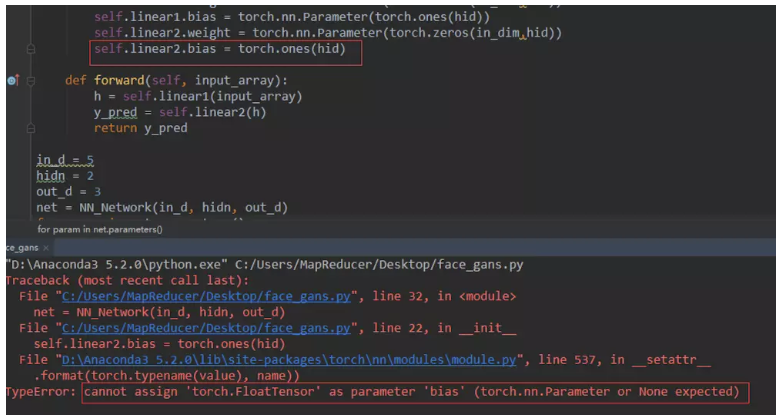 self.linear1.bias = torch.nn.Parameter(torch.ones(hid))
self.linear2.weight = torch.nn.Parameter(torch.zeros(in_dim,hid))
self.linear2.bias = torch.ones(hid)
def forward(self, input_array):
h = self.linear1(input_array)
y_pred = self.linear2(h)
return y_pred
in_d = 5
hidn = 2
out_d = 3
net = NN_Network(in_d, hidn, out_d)
for param in net.parameters()
ce_gans ×
"D:\Anaconda3 5.2.0\python.exe" C:/Users/MapReducer/Desktop/face_gans.py
Traceback (most recent call last):
File "C:/Users/MapReducer/Desktop/face_gans.py", line 32, in <module>
net = NN_Network(in_d, hidn, out_d)
File "C:/Users/MapReducer/Desktop/face_gans.py", line 22, in __init__
self.linear2.bias = torch.ones(hid)
File "D:\Anaconda3 5.2.0\lib\site-packages\torch\nn\modules\module.py", line 537, in __setattr__
.format(torch.typename(value), name))
TypeError: cannot assign 'torch.FloatTensor' as parameter 'bias' (torch.nn.Parameter or None expected)